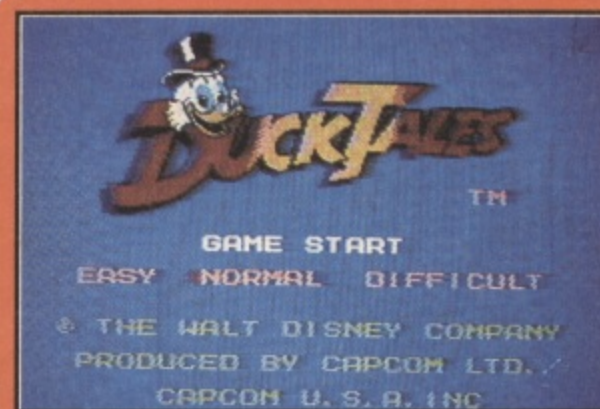 DUCKTALES
TM
GAME START
EASY NORMAL DIFFICULT
© THE WALT DISNEY COMPANY
PRODUCED BY CAPCOM LTD.,
CAPCOM U.S.A. INC